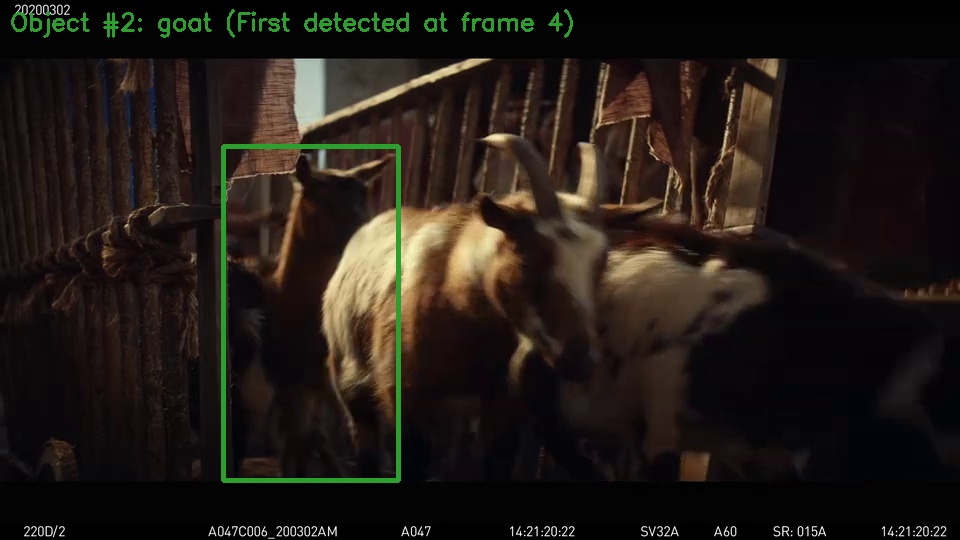 20200302
Object #2: goat (First detected at frame 4)
220D/2 A047C006_200302AM A047 14:21:20:22 SV32A A60 SR: 015A 14:21:20:22